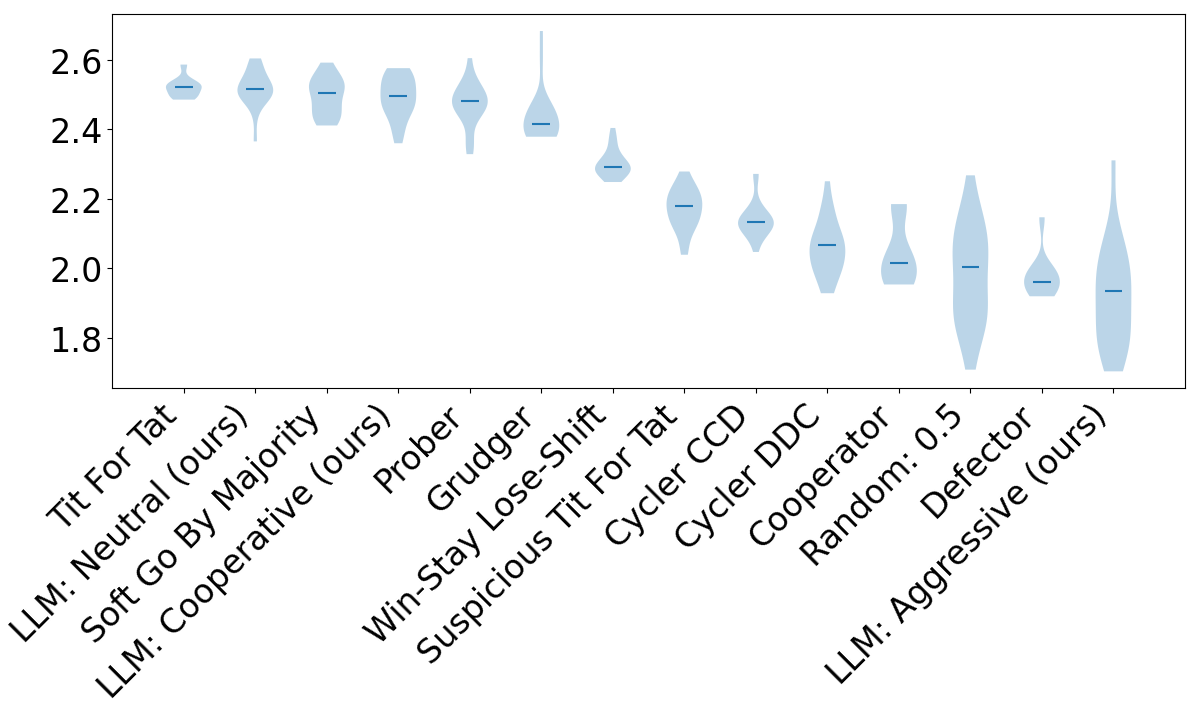 2.6
2.4
2.2
2.0
1.8
Tit For Tat
LLM: Neutral (ours)
Soft Go By Majority
LLM: Cooperative (ours)
Prober
Grudger
Win-Stay Lose-Shift
Suspicious Tit For Tat
Cycler CCD
Cycler DDC
Cooperator
Random: 0.5
Defector
LLM: Aggressive (ours)